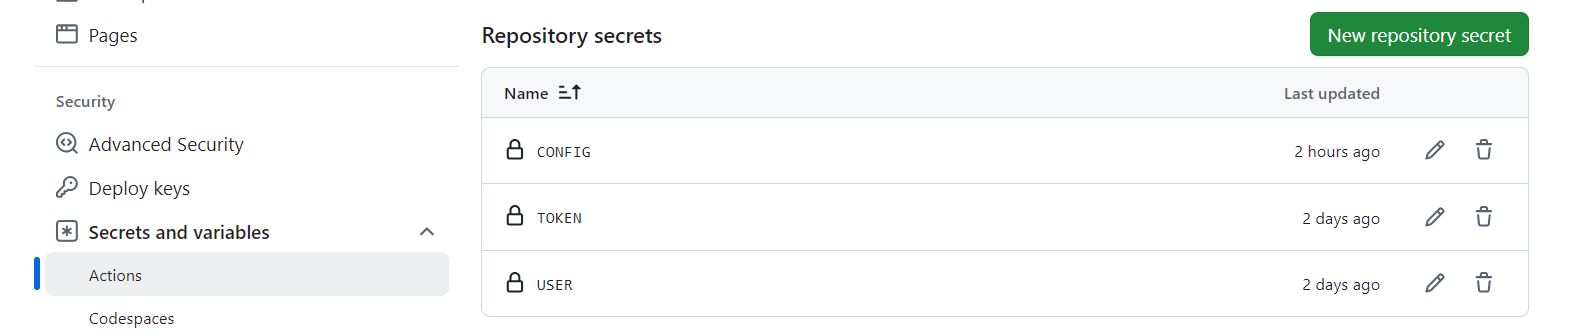 Pages
Security
Advanced Security
Deploy keys
Secrets and variables
Actions
Codespaces
Repository secrets
New repository secret
Name Last updated
CONFIG 2 hours ago
TOKEN 2 days ago
USER 2 days ago